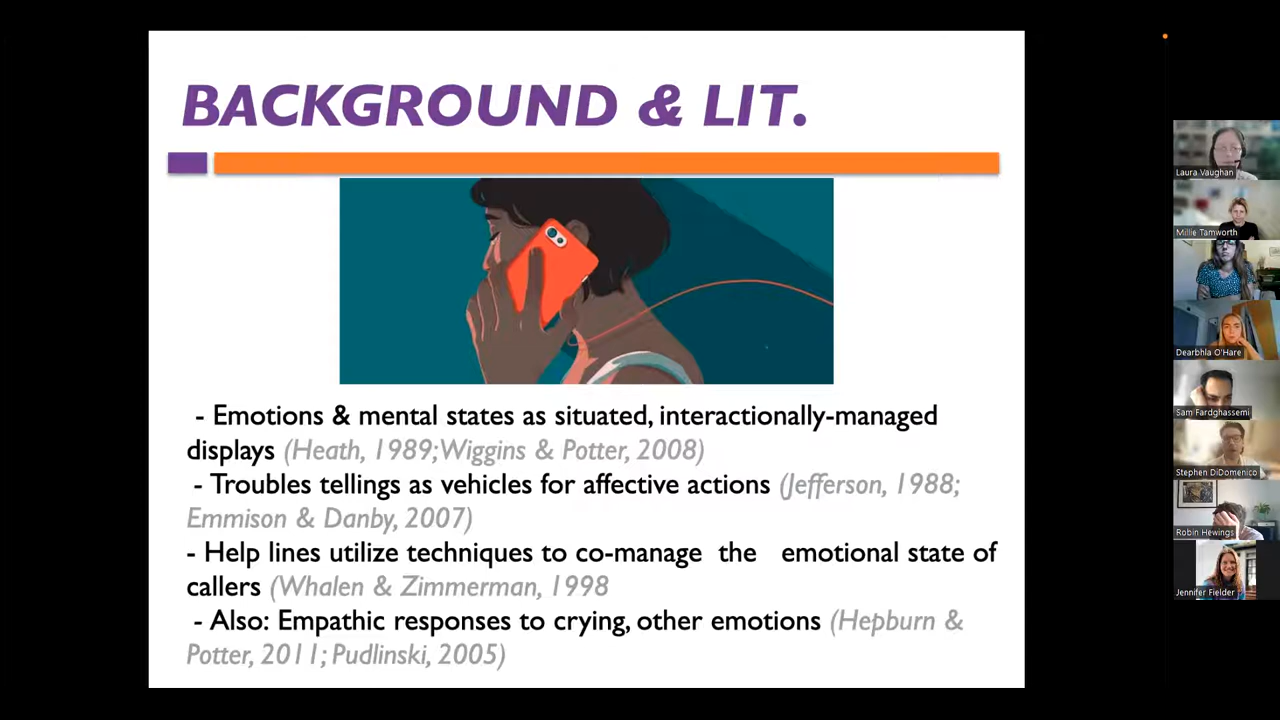 BACKGROUND & LIT.
- Emotions & mental states as situated, interactionally-managed
displays (Heath, 1989; Wiggins & Potter, 2008)
- Troubles tellings as vehicles for affective actions (Jefferson, 1988;
Emmison & Danby, 2007)
- Help lines utilize techniques to co-manage the emotional state of
callers (Whalen & Zimmerman, 1998
- Also: Empathic responses to crying, other emotions (Hepburn &
Potter, 2011; Pudlinski, 2005)
Laura Vaughan
Millie Tamworth
Dearbhla O'Hare
Sam Fardghassemi
Stephen DiDomenico
Robin Hewings
Jennifer Fielder